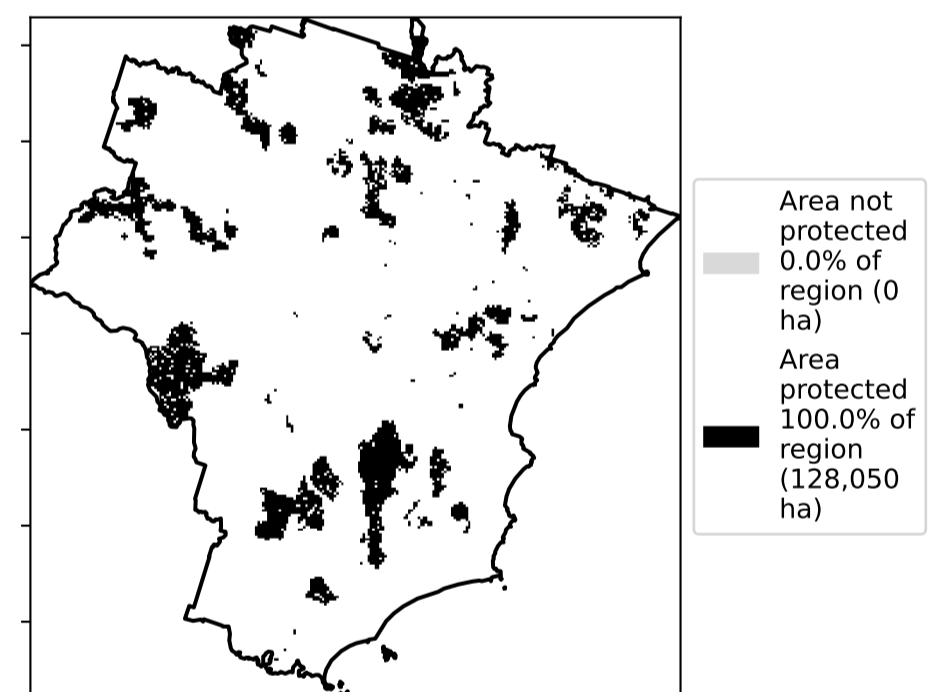 Area not
protected
0.0% of
region (0
ha)
Area
protected
100.0% of
region
(128,050
ha)